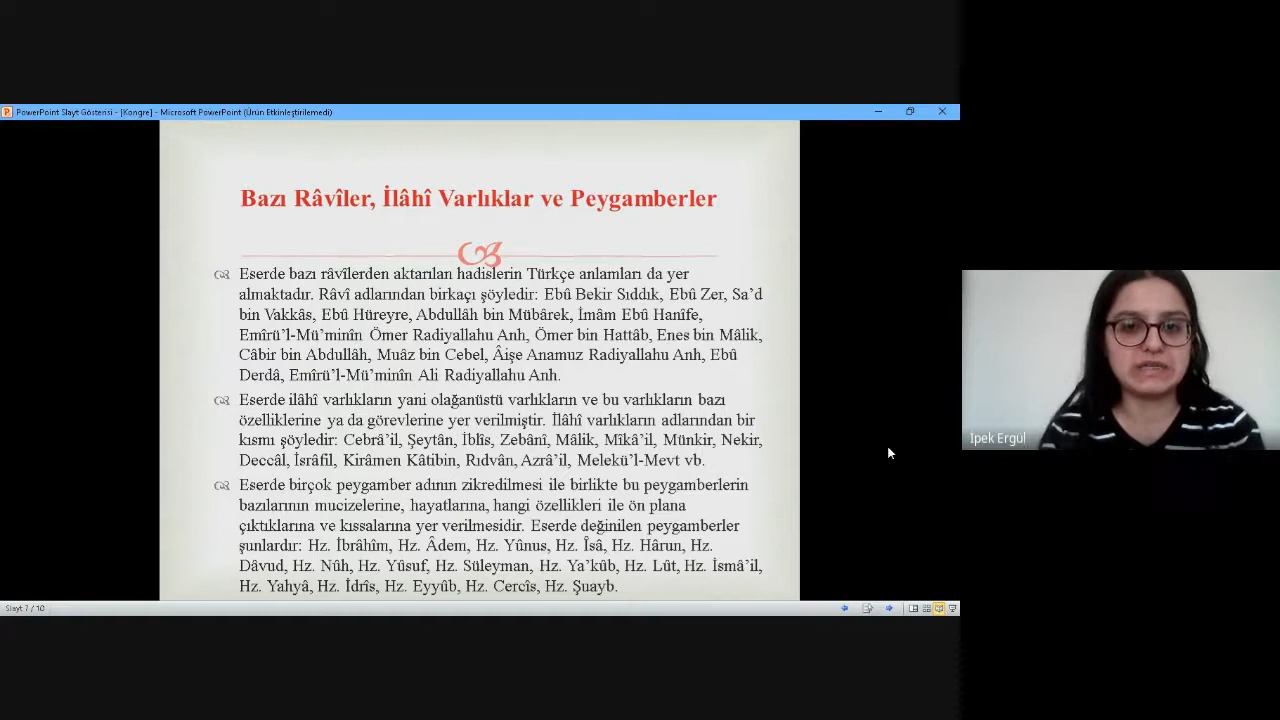 PowerPoint Slayt Gösterisi - [Kongre] - Microsoft PowerPoint (Ürün Etkinleştirilemedi)
Bazı Râvîler, İlâhî Varlıklar ve Peygamberler
Eserde bazı râvîlerden aktarılan hadislerin Türkçe anlamları da yer
almaktadır. Râvî adlarından birkaçı şöyledir: Ebû Bekir Sıddık, Ebû Zer, Sa’d
bin Vakkâs, Ebû Hüreyre, Abdullâh bin Mübârek, İmâm Ebû Hanîfe,
Emîrü’l-Mü’minîn Ömer Radiyallahu Anh, Ömer bin Hattâb, Enes bin Mâlik,
Câbir bin Abdullâh, Muâz bin Cebel, Âişe Anamuz Radiyallahu Anh, Ebû
Derdâ, Emîrü’l-Mü’minîn Ali Radiyallahu Anh.
Eserde ilâhî varlıkların yani olağanüstü varlıkların ve bu varlıkların bazı
özelliklerine ya da görevlerine yer verilmiştir. İlâhî varlıkların adlarından bir
kısmı şöyledir: Cebrâ’il, Şeytân, İblîs, Zebânî, Mâlik, Mîkâ’il, Münkir, Nekir,
Deccâl, İsrâfil, Kirâmen Kâtibin, Rıdvân, Azrâ’il, Melekü’l-Mevt vb.
Eserde birçok peygamber adının zikredilmesi ile birlikte bu peygamberlerin
bazılarının mucizelerine, hayatlarına, hangi özellikleri ile ön plana
çıktıklarına ve kıssalarına yer verilmesidir. Eserde değinilen peygamberler
şunlardır: Hz. İbrâhîm, Hz. Âdem, Hz. Yûnus, Hz. Îsâ, Hz. Hârun, Hz.
Dâvud, Hz. Nûh, Hz. Yûsuf, Hz. Süleyman, Hz. Ya’kûb, Hz. Lût, Hz. İsmâ’il,
Hz. Yahyâ, Hz. İdrîs, Hz. Eyyûb, Hz. Cercîs, Hz. Şuayb.
Slayt 7 / 10
İpek Ergül